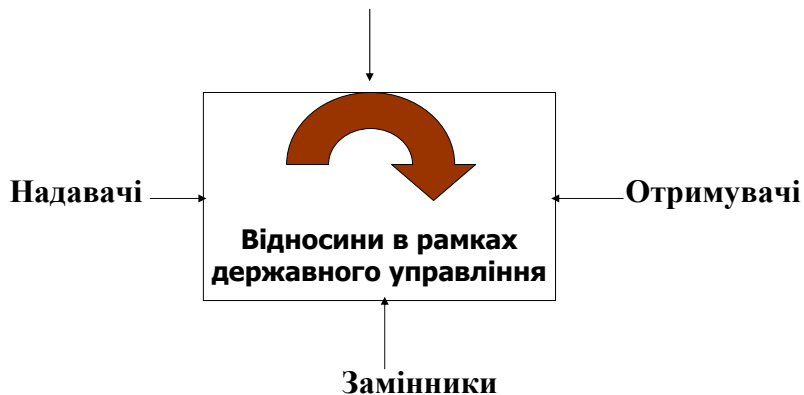 Надавачі
Отримувачі
Відносини в рамках
державного управління
Замінники